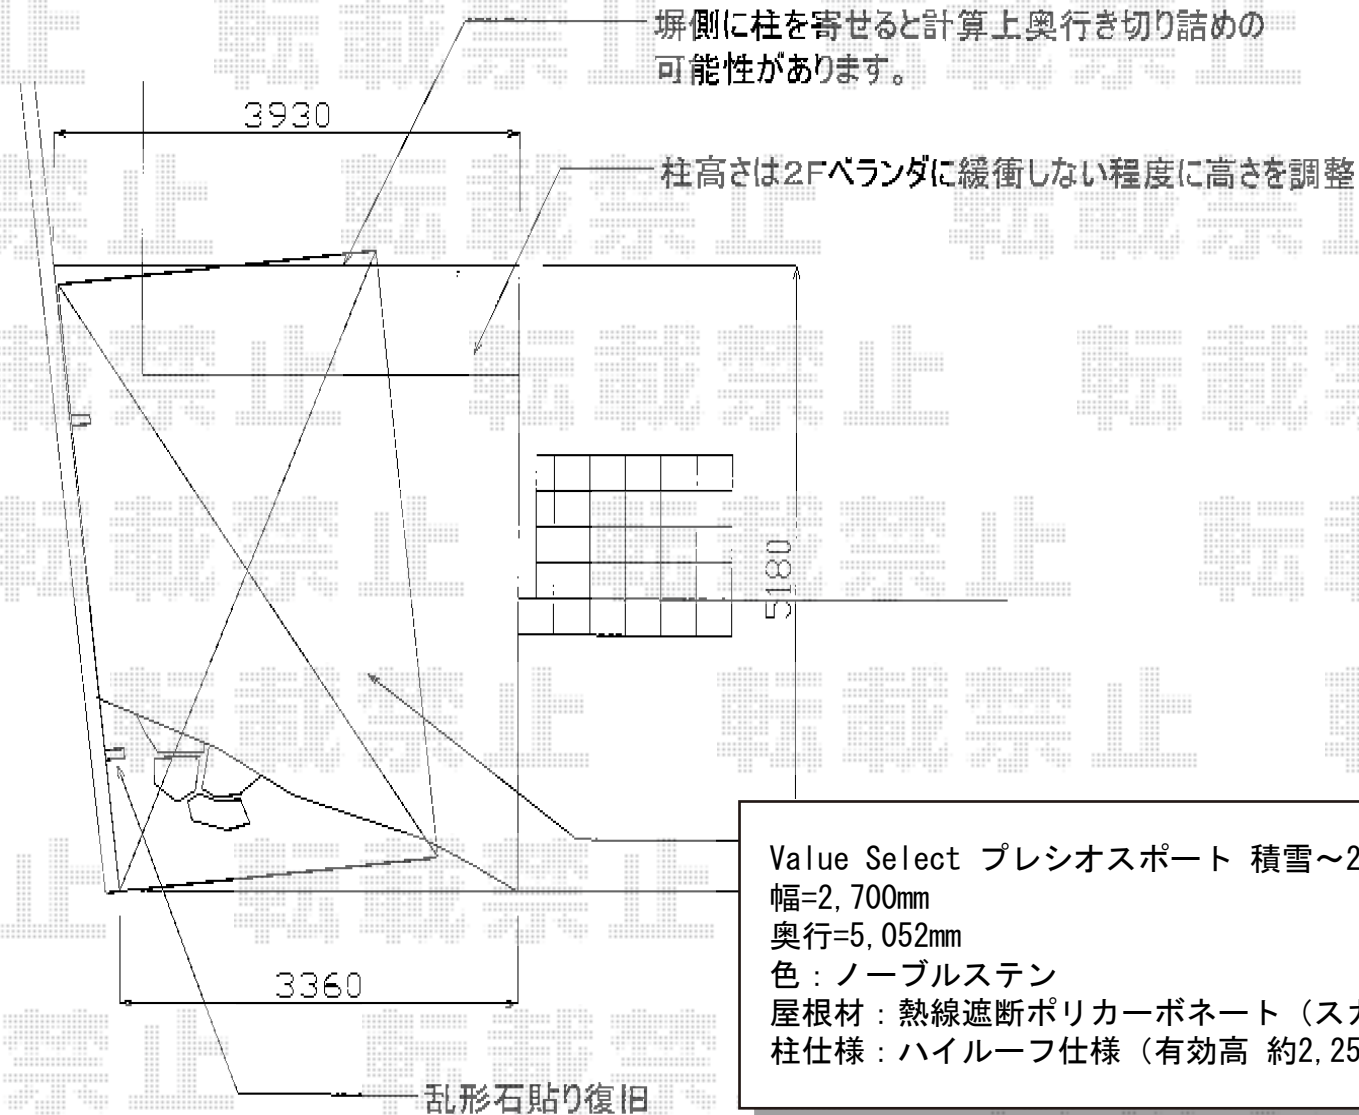 塀側に柱を寄せると計算上奥行き切り詰めの
可能性があります。
3930
柱高さは2Fベランダに緩衝しない程度に高さを調整
5180
Value Select プレシオスポート 積雪～2
幅=2,700mm
奥行=5,052mm
色：ノーブルステン
屋根材：熱線遮断ポリカーボネート（スカ
柱仕様：ハイルーフ仕様（有効高 約2,25
3360
乱形石貼り復旧
転載禁止